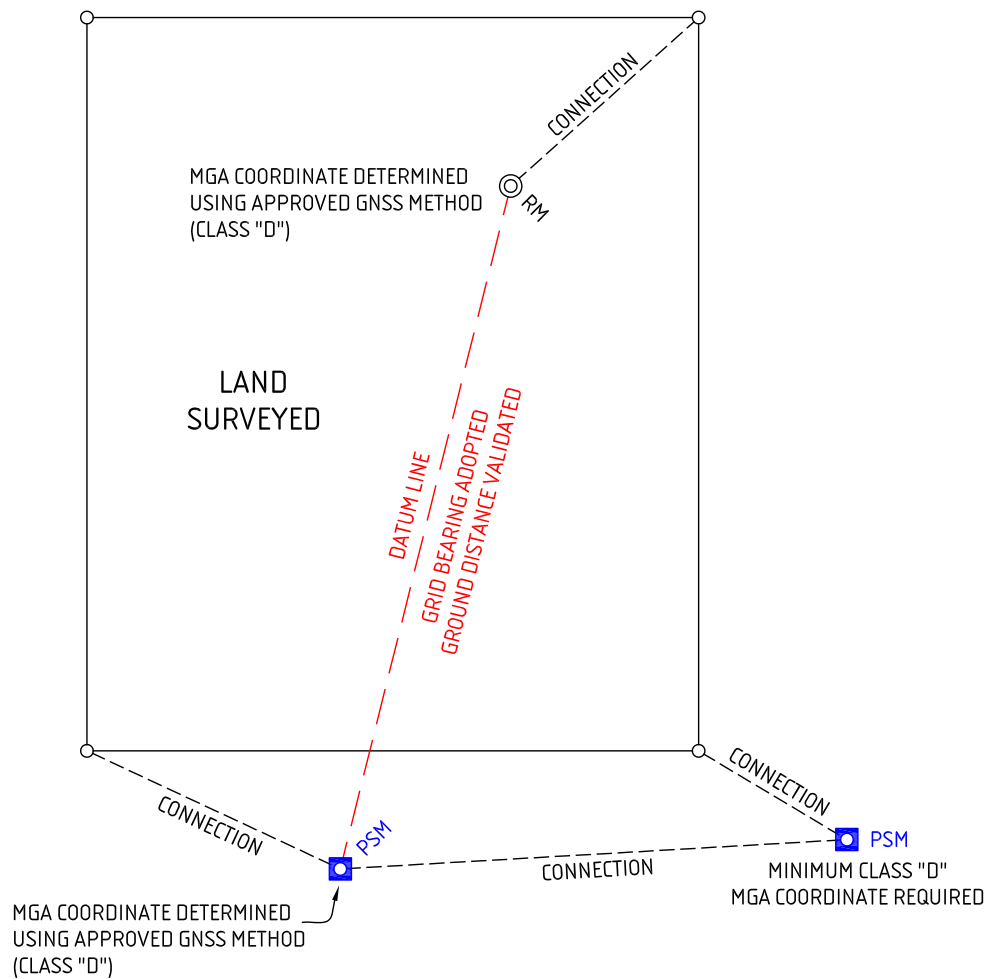 CONNECTION
MGA COORDINATE DETERMINED
USING APPROVED GNSS METHOD
(CLASS "D")
RM
LAND
SURVEYED
DATUM LINE
GRID BEARING ADOPTED
GROUND DISTANCE VALIDATED
CONNECTION
PSM
CONNECTION
PSM
CONNECTION
MINIMUM CLASS "D"
MGA COORDINATE REQUIRED
MGA COORDINATE DETERMINED
USING APPROVED GNSS METHOD
(CLASS "D")